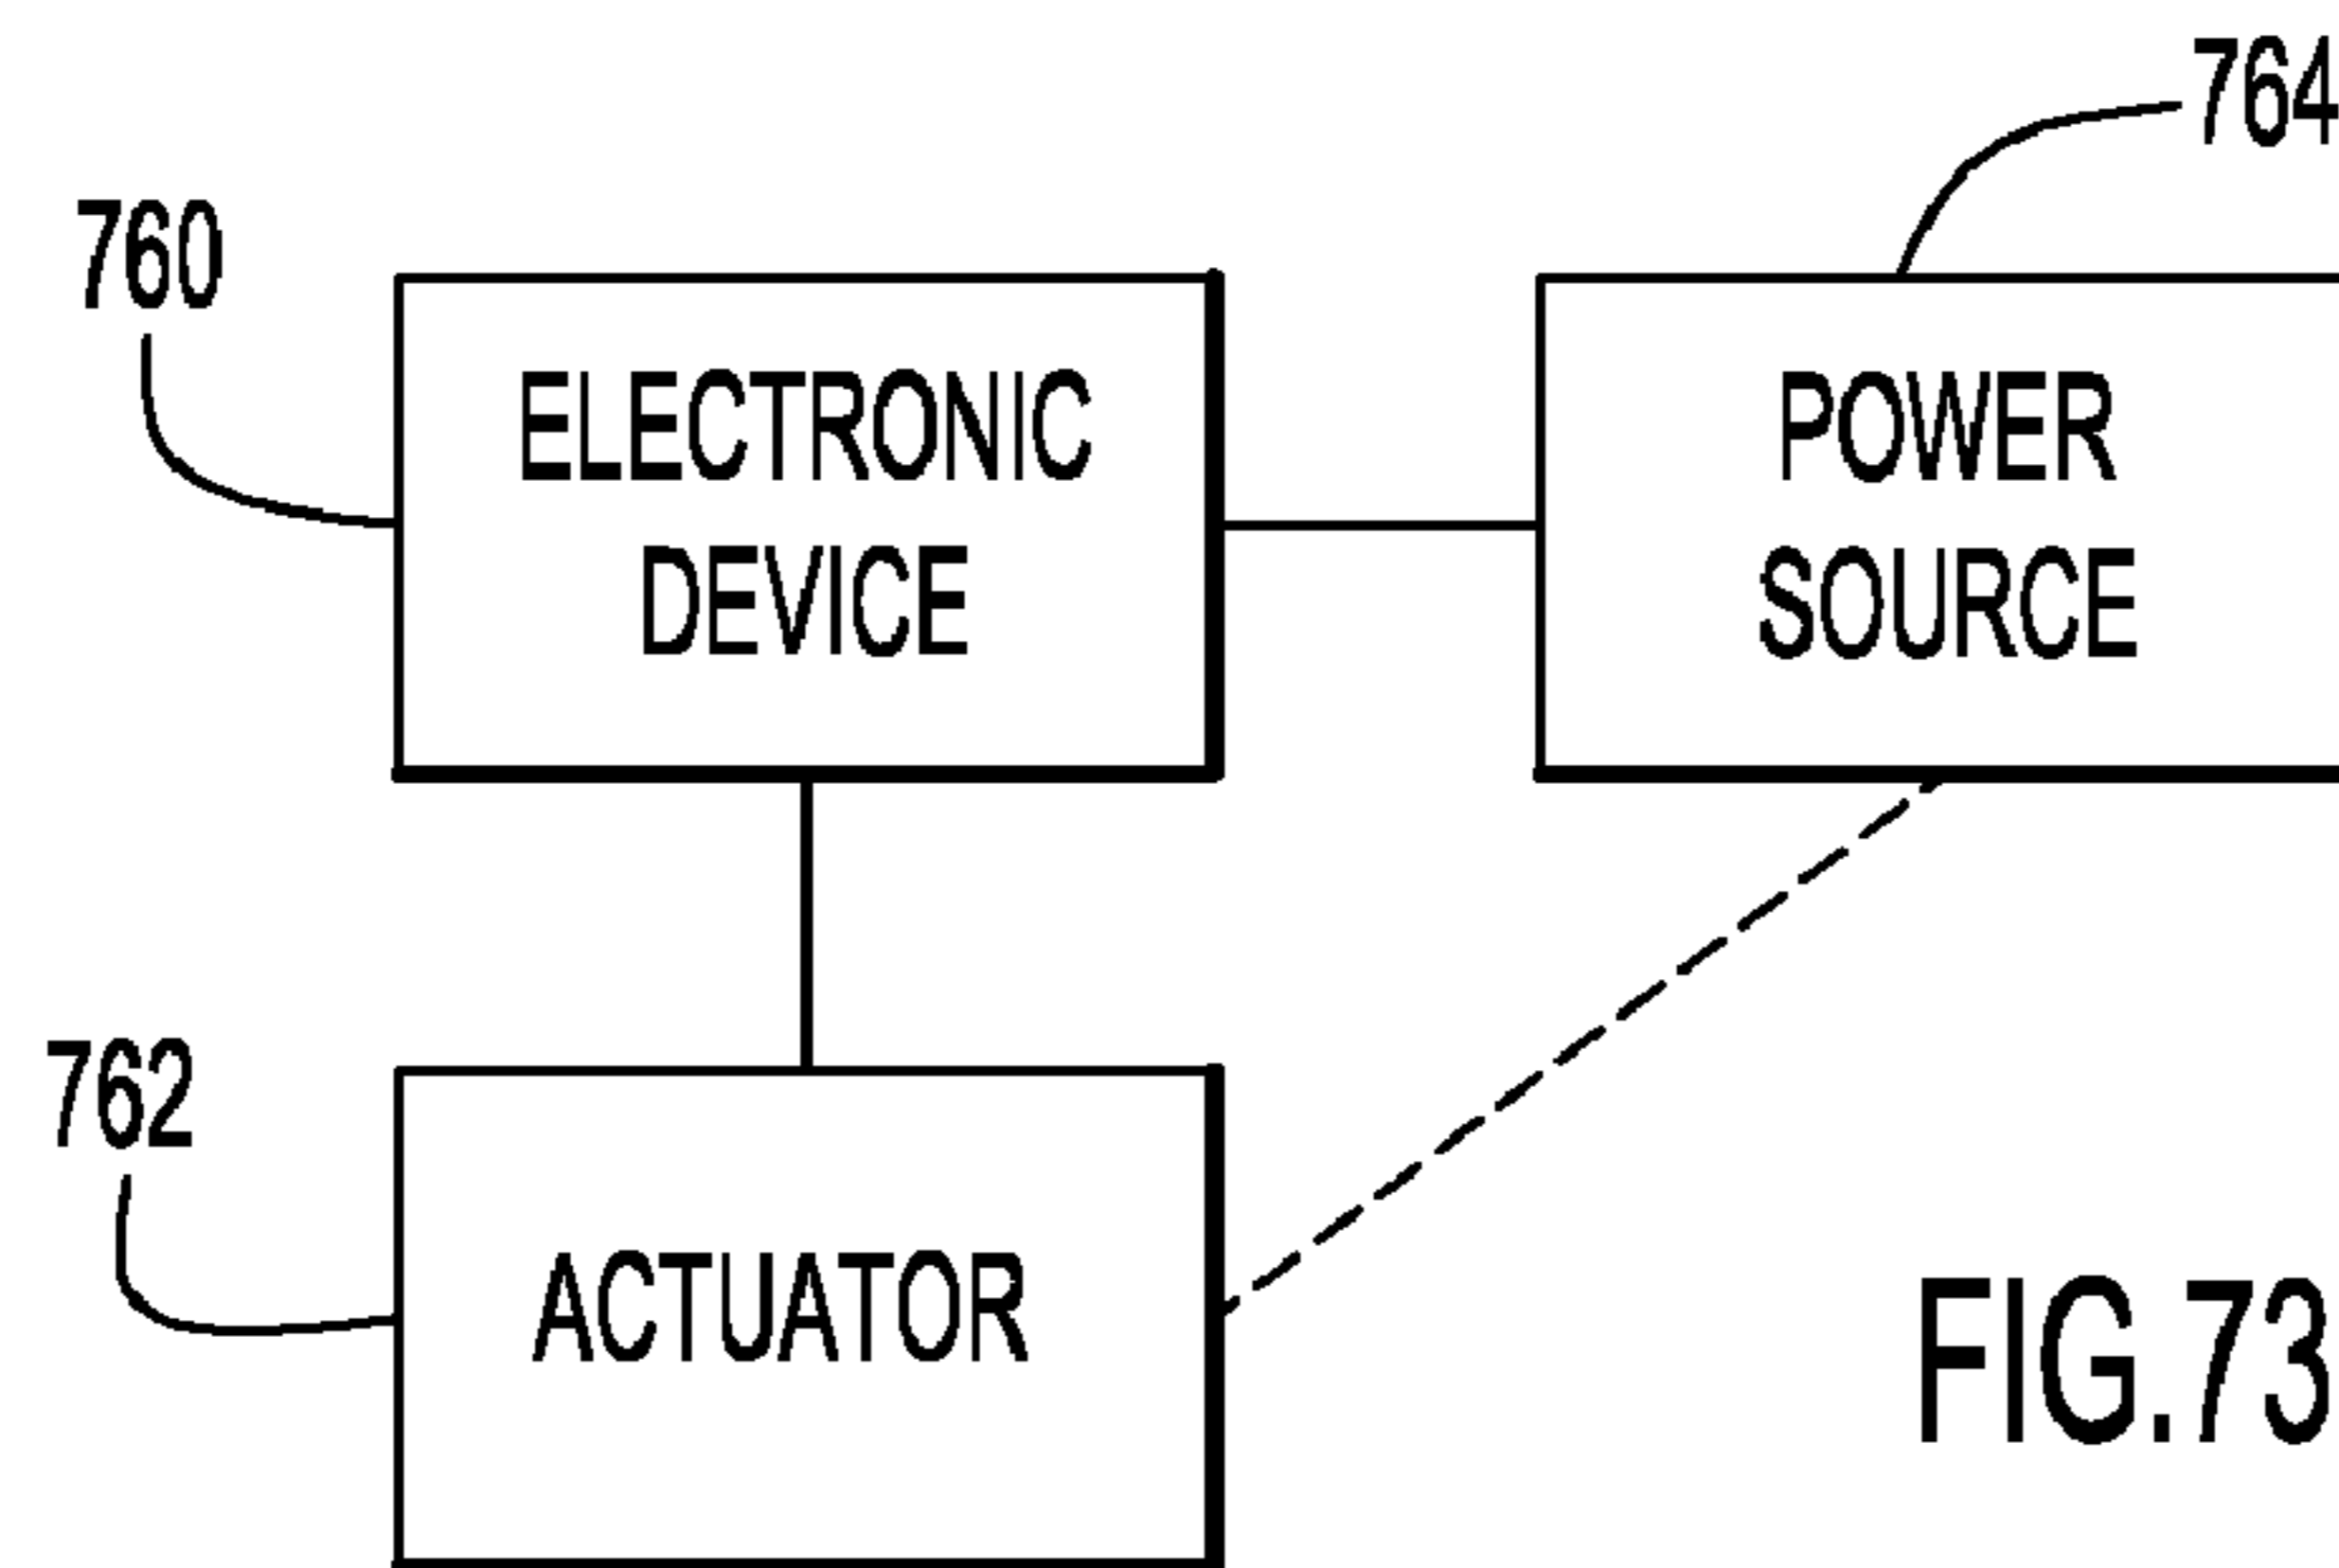 764
760
ELECTRONIC
DEVICE
POWER
SOURCE
762
ACTUATOR
FIG.73